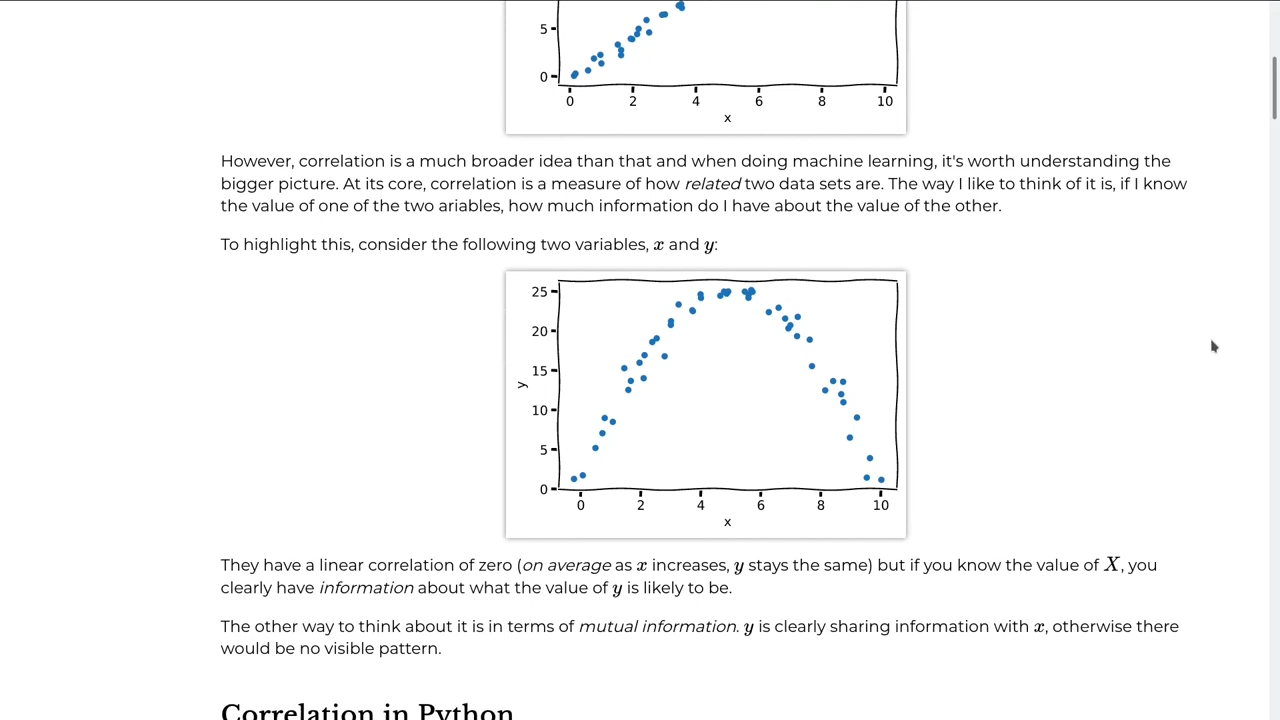 5
0
0 2 4 6 8 10
x
However, correlation is a much broader idea than that and when doing machine learning, it's worth understanding the
bigger picture. At its core, correlation is a measure of how related two data sets are. The way I like to think of it is, if I know
the value of one of the two ariables, how much information do I have about the value of the other.
To highlight this, consider the following two variables, x and y:
25
20
15
10
5
0
y
0 2 4 6 8 10
x
They have a linear correlation of zero (on average as x increases, y stays the same) but if you know the value of X, you
clearly have information about what the value of y is likely to be.
The other way to think about it is in terms of mutual information. y is clearly sharing information with x, otherwise there
would be no visible pattern.
Correlation in Python